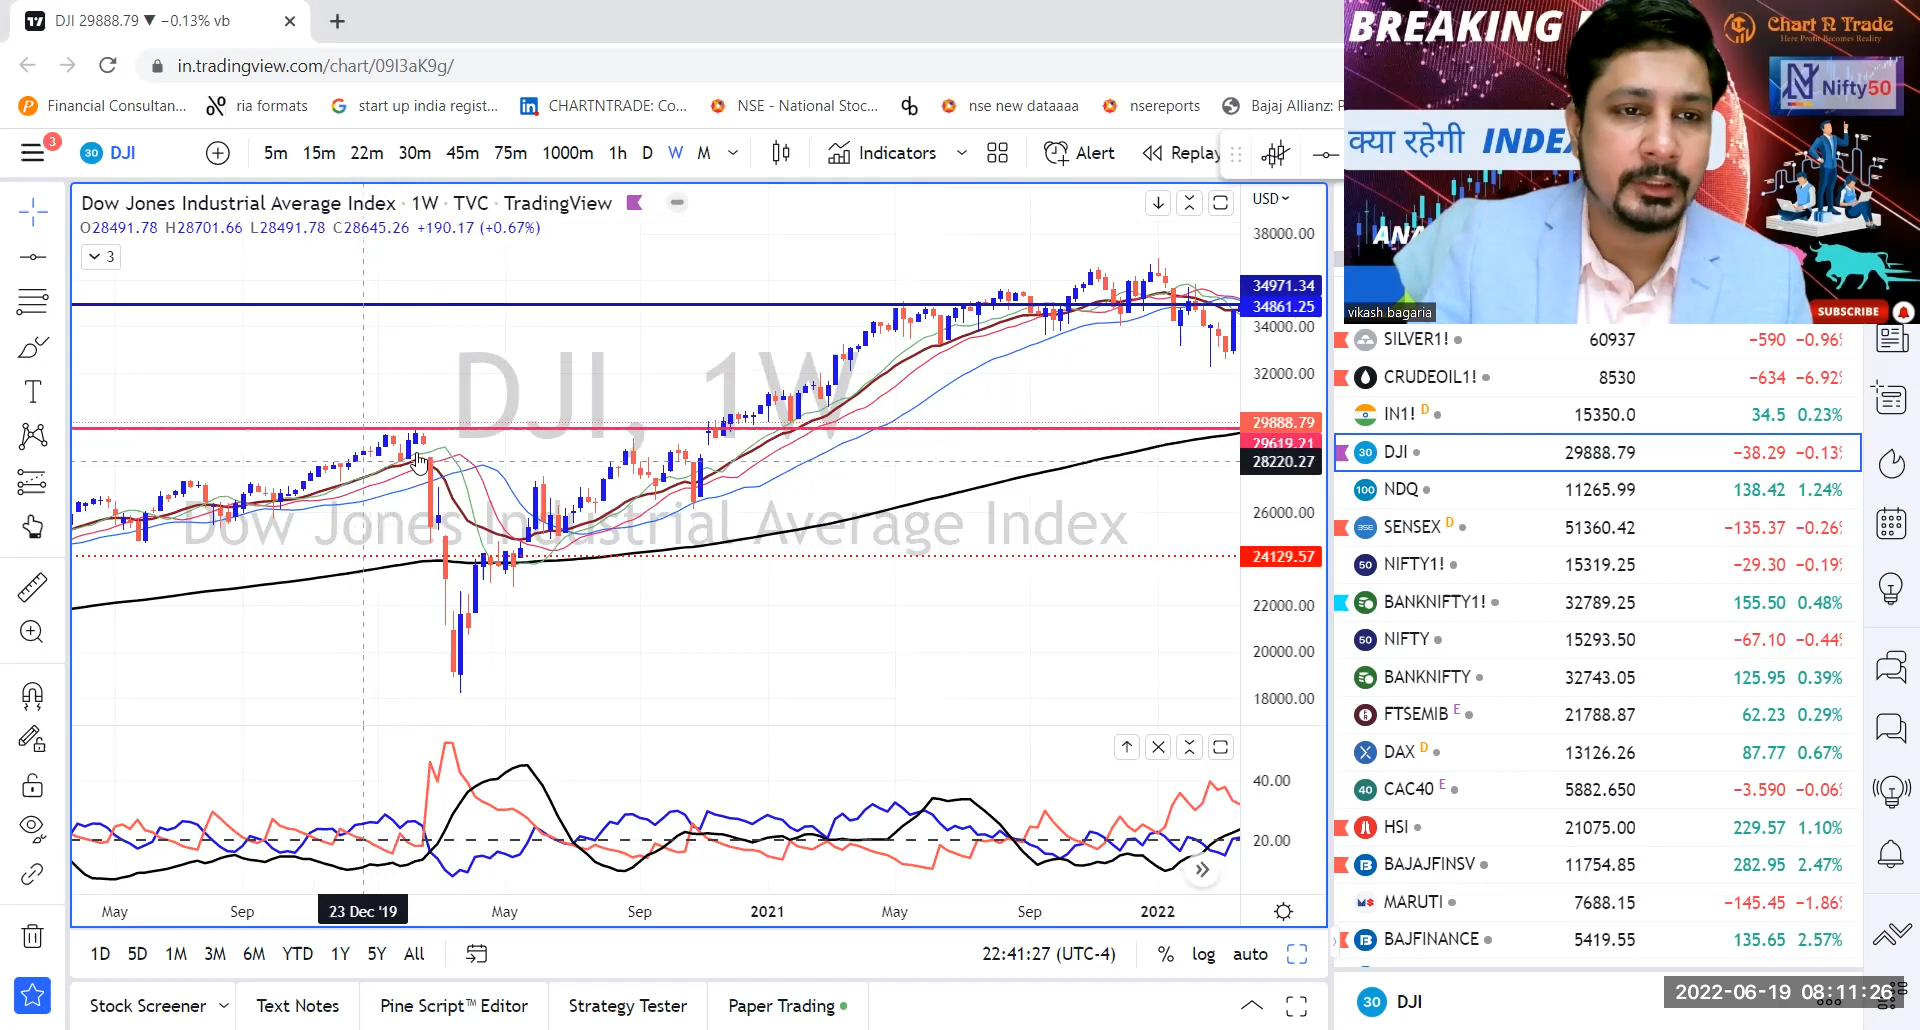 DJI 29888.79 ▼ −0.13% vb
in.tradingview.com/chart/09I3aK9g/
Financial Consultan...
ria formats
start up india regist...
CHARTNTRADE: Co...
NSE - National Stoc...
nse new dataaaa
nsereports
Bajaj Allianz: F
3
30 DJI
5m 15m 22m 30m 45m 75m 1000m 1h D W M
Indicators
Alert
Replay
Dow Jones Industrial Average Index · 1W · TVC · TradingView
O28491.78 H28701.66 L28491.78 C28645.26 +190.17 (+0.67%)
3
USD
38000.00
34971.34
34861.25
34000.00
32000.00
29888.79
29619.21
28220.27
26000.00
24129.57
22000.00
20000.00
18000.00
40.00
20.00
DJI, 1W
Dow Jones Industrial Average Index
May Sep 23 Dec '19 May Sep 2021 May Sep 2022
1D 5D 1M 3M 6M YTD 1Y 5Y All
22:41:27 (UTC-4)
% log auto
Stock Screener
Text Notes
Pine Script™ Editor
Strategy Tester
Paper Trading
BREAKING
Chart N Trade
Here Profit Becomes Reality
Nifty50
क्या रहेगी INDE
ANA
vikash bagaria
SUBSCRIBE
SILVER1! 60937 −590 −0.96%
CRUDEOIL1! 8530 −634 −6.92%
IN1! D 15350.0 34.5 0.23%
30 DJI 29888.79 −38.29 −0.13%
100 NDQ 11265.99 138.42 1.24%
SENSEX D 51360.42 −135.37 −0.26%
50 NIFTY1! 15319.25 −29.30 −0.19%
BANKNIFTY1! 32789.25 155.50 0.48%
50 NIFTY 15293.50 −67.10 −0.44%
BANKNIFTY 32743.05 125.95 0.39%
FTSEMIB E 21788.87 62.23 0.29%
DAX D 13126.26 87.77 0.67%
40 CAC40 E 5882.650 −3.590 −0.06%
HSI 21075.00 229.57 1.10%
BAJAJFINSV 11754.85 282.95 2.47%
MARUTI 7688.15 −145.45 −1.86%
BAJFINANCE 5419.55 135.65 2.57%
30 DJI
2022-06-19 08:11:26